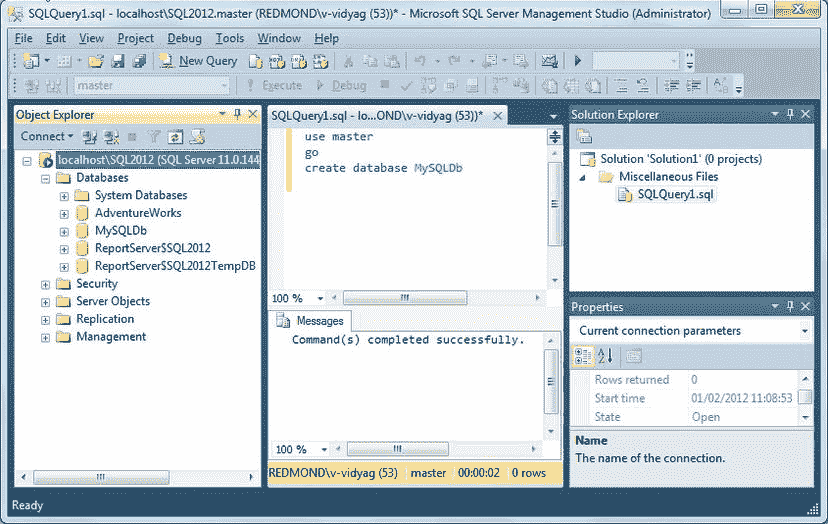 SQLQuery1.sql - localhost\SQL2012.master (REDMOND\v-vidyag (53))* - Microsoft SQL Server Management Studio (Administrator)
File Edit View Project Debug Tools Window Help
New Query
master
Execute
Debug
Object Explorer
Connect
localhost\SQL2012 (SQL Server 11.0.144
Databases
System Databases
AdventureWorks
MySQLDb
ReportServer$SQL2012
ReportServer$SQL2012TempDB
Security
Server Objects
Replication
Management
SQLQuery1.sql - lo...OND\v-vidyag (53))*
use master
go
create database MySQLDb
100 %
Messages
Command(s) completed successfully.
100 %
REDMOND\v-vidyag (53) master 00:00:02 0 rows
Solution Explorer
Solution 'Solution1' (0 projects)
Miscellaneous Files
SQLQuery1.sql
Properties
Current connection parameters
Rows returned 0
Start time 01/02/2012 11:08:53
State Open
Name
The name of the connection.
Ready